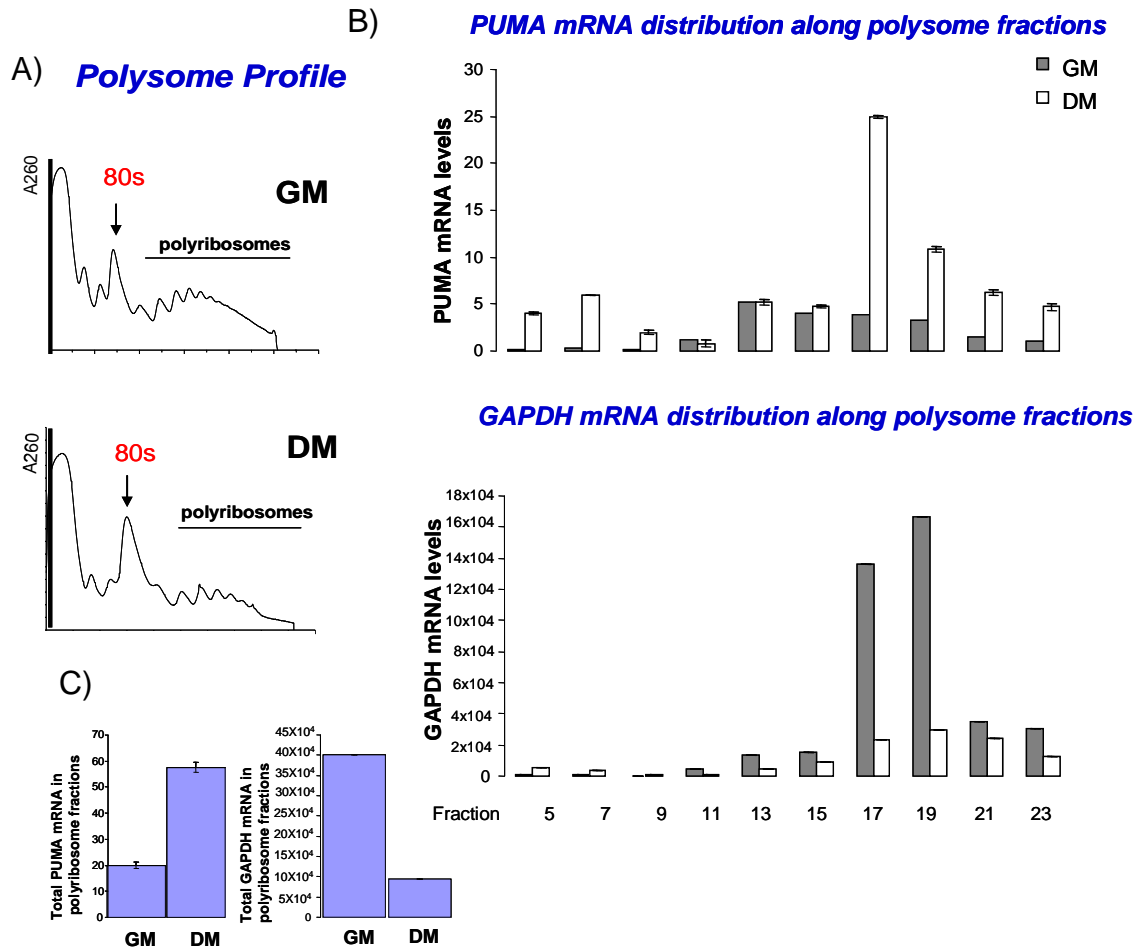 A)
Polysome Profile
A260
80s
GM
polyribosomes
A260
80s
DM
polyribosomes
B)
PUMA mRNA distribution along polysome fractions
GM
DM
PUMA mRNA levels
30
25
20
15
10
5
0
GAPDH mRNA distribution along polysome fractions
GAPDH mRNA levels
18x104
16x104
14x104
12x104
10x104
8x104
6x104
4x104
2x104
0
Fraction 5 7 9 11 13 15 17 19 21 23
C)
Total PUMA mRNA in
polyribosome fractions
70
60
50
40
30
20
10
0
GM DM
Total GAPDH mRNA in
polyribosome fractions
45X10⁴
40X10⁴
35X10⁴
30X10⁴
25X10⁴
20X10⁴
15X10⁴
10X10⁴
5X10⁴
0
GM DM